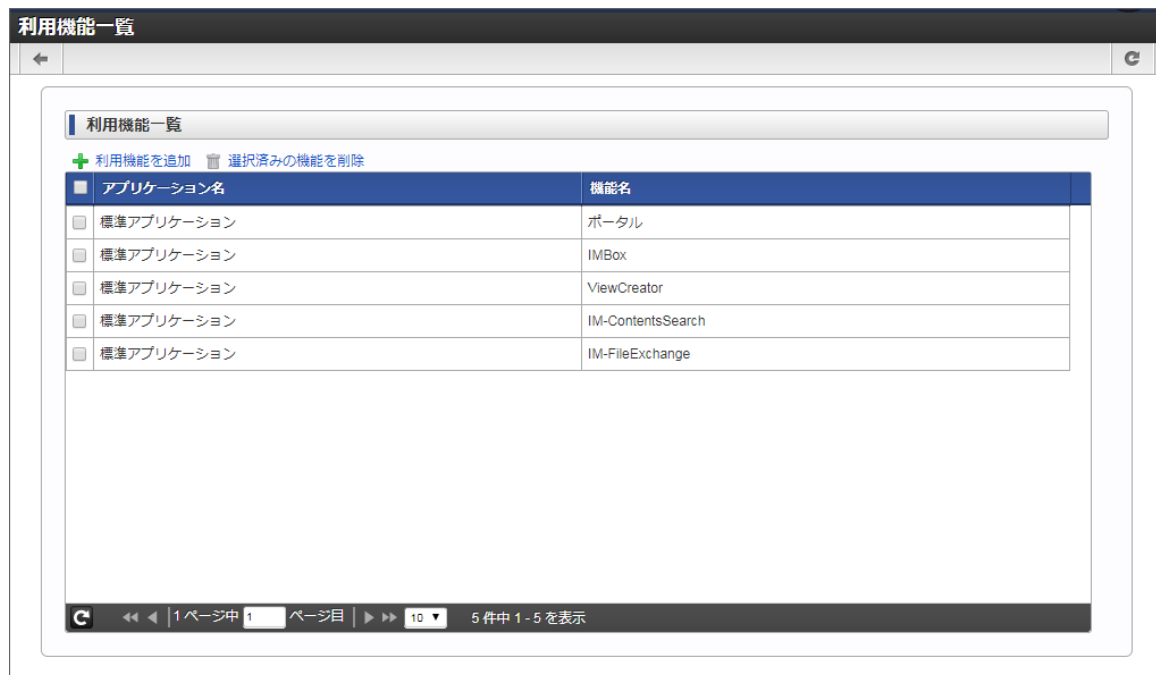 利用機能一覧
利用機能一覧
利用機能を追加 選択済みの機能を削除
アプリケーション名 機能名
標準アプリケーション ポータル
標準アプリケーション IMBox
標準アプリケーション ViewCreator
標準アプリケーション IM-ContentsSearch
標準アプリケーション IM-FileExchange
1 ページ中 1 ページ目 10 5 件中 1 - 5 を表示